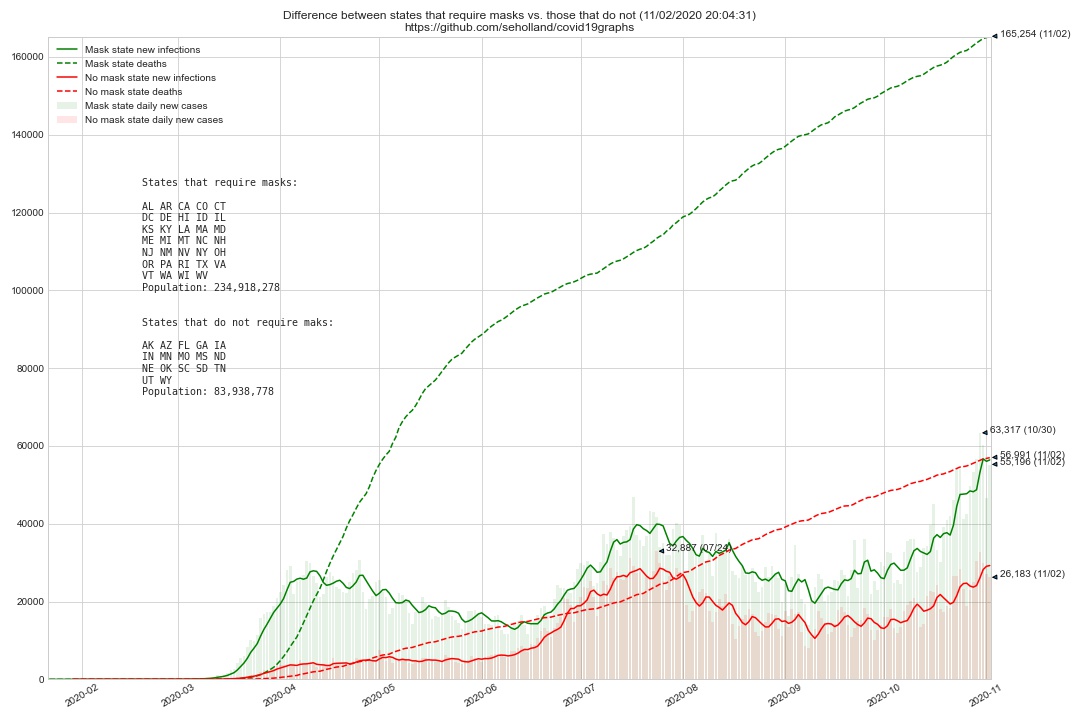 Difference between states that require masks vs. those that do not (11/02/2020 20:04:31)
https://github.com/seholland/covid19graphs
165,254 (11/02)
160000
Mask state new infections
Mask state deaths
No mask state new infections
No mask state deaths
Mask state daily new cases
No mask state daily new cases
140000
States that require masks:
AL AR CA CO CT
DC DE HI ID IL
KS KY LA MA MD
ME MI MT NC NH
NJ NM NV NY OH
OR PA RI TX VA
VT WA WI WV
Population: 234,918,278
120000
100000
States that do not require maks:
AK AZ FL GA IA
IN MN MO MS ND
NE OK SC SD TN
UT WY
Population: 83,938,778
80000
60000
63,317 (10/30)
56,991 (11/02)
55,196 (11/02)
40000
32,887 (07/24)
26,183 (11/02)
20000
0
2020-02 2020-03 2020-04 2020-05 2020-06 2020-07 2020-08 2020-09 2020-10 2020-11